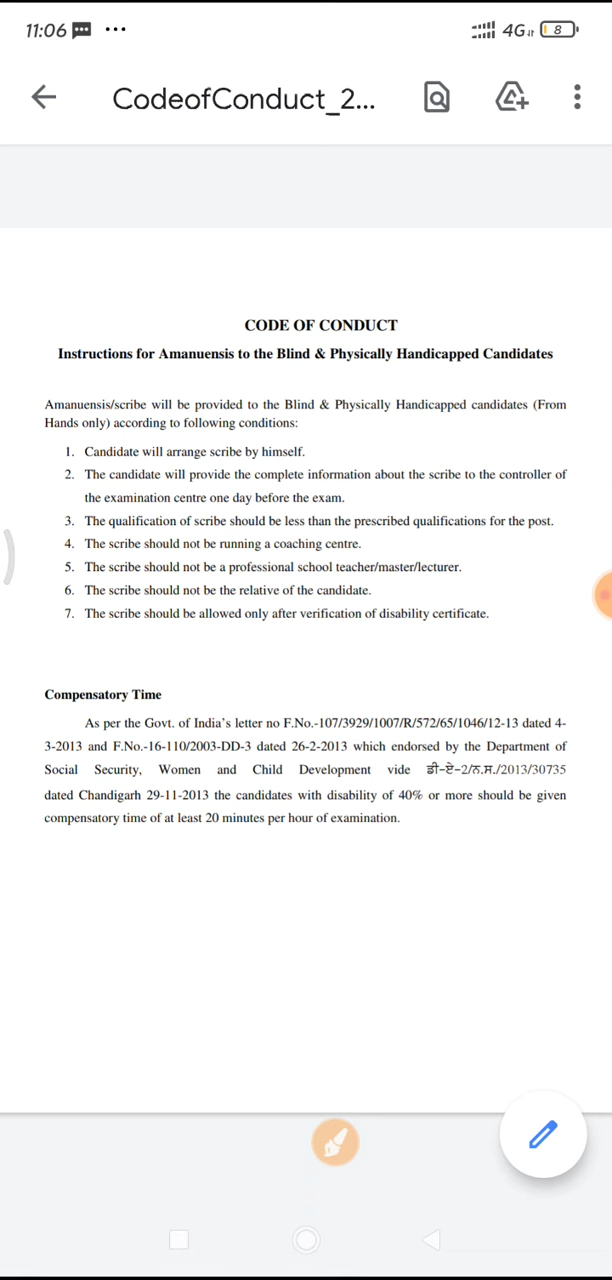 11:06 ...
4G 8
CodeofConduct_2...
CODE OF CONDUCT
Instructions for Amanuensis to the Blind & Physically Handicapped Candidates
Amanuensis/scribe will be provided to the Blind & Physically Handicapped candidates (From
Hands only) according to following conditions:
1. Candidate will arrange scribe by himself.
2. The candidate will provide the complete information about the scribe to the controller of
the examination centre one day before the exam.
3. The qualification of scribe should be less than the prescribed qualifications for the post.
4. The scribe should not be running a coaching centre.
5. The scribe should not be a professional school teacher/master/lecturer.
6. The scribe should not be the relative of the candidate.
7. The scribe should be allowed only after verification of disability certificate.
Compensatory Time
As per the Govt. of India's letter no F.No.-107/3929/1007/R/572/65/1046/12-13 dated 4-
3-2013 and F.No.-16-110/2003-DD-3 dated 26-2-2013 which endorsed by the Department of
Social Security, Women and Child Development vide ਡੀ-ਏ-2/ਨ.ਸ./2013/30735
dated Chandigarh 29-11-2013 the candidates with disability of 40% or more should be given
compensatory time of at least 20 minutes per hour of examination.